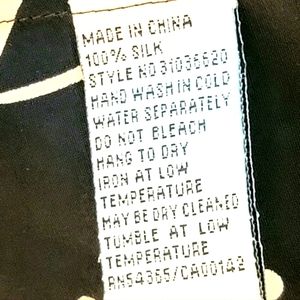 MADE IN CHINA
100% SILK
STYLE NO 31036620
HAND WASH IN COLD
WATER SEPARATELY
DO NOT BLEACH
HANG TO DRY
IRON AT LOW
TEMPERATURE
MAY BE DRY CLEANED
TUMBLE AT LOW
TEMPERATURE
RN54365/CA00142